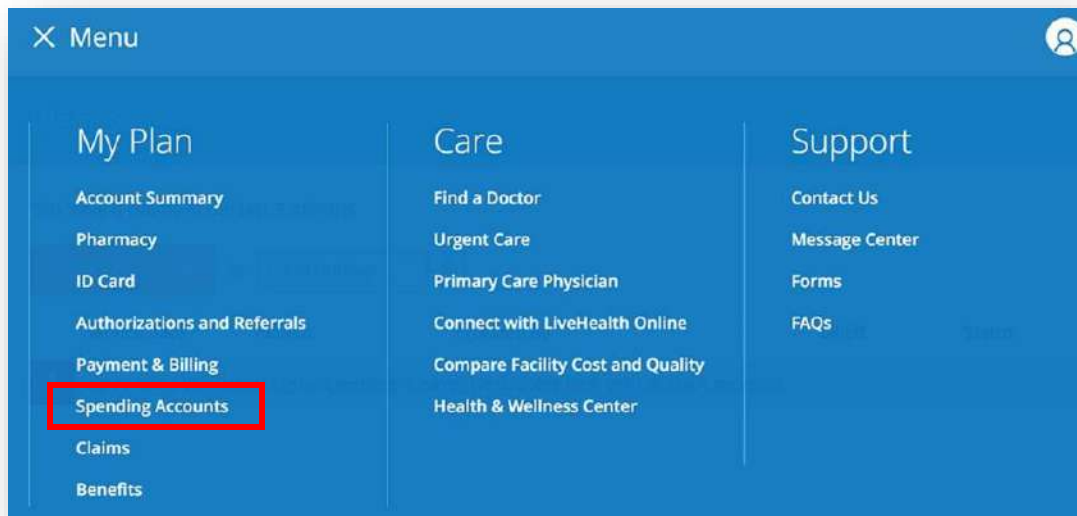 Menu
My Plan
Account Summary
Pharmacy
ID Card
Authorizations and Referrals
Payment & Billing
Spending Accounts
Claims
Benefits
Care
Find a Doctor
Urgent Care
Primary Care Physician
Connect with LiveHealth Online
Compare Facility Cost and Quality
Health & Wellness Center
Support
Contact Us
Message Center
Forms
FAQs